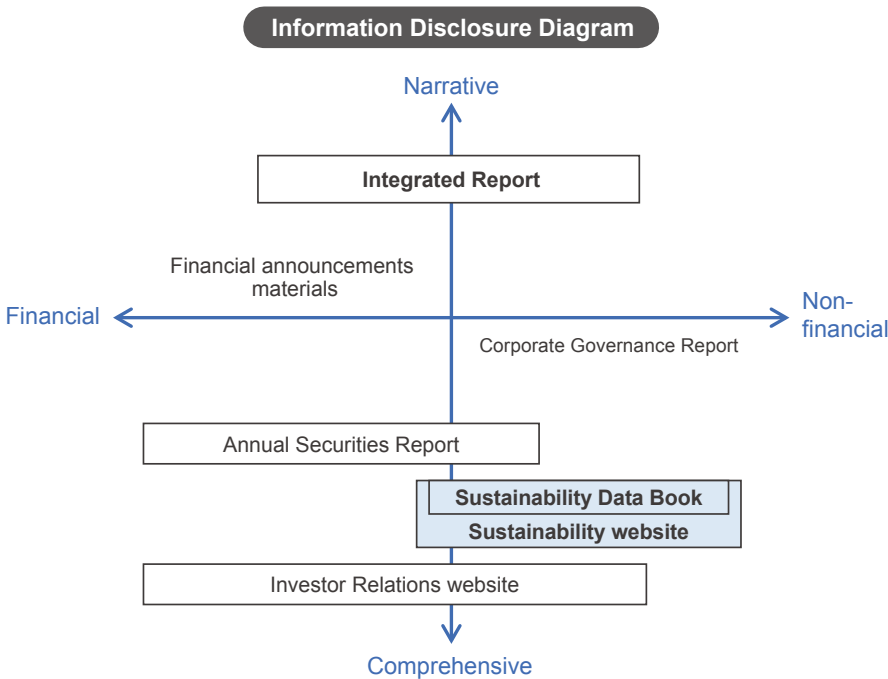 Information Disclosure Diagram
Narrative
Integrated Report
Financial announcements
materials
Financial
Non-
financial
Corporate Governance Report
Annual Securities Report
Sustainability Data Book
Sustainability website
Investor Relations website
Comprehensive